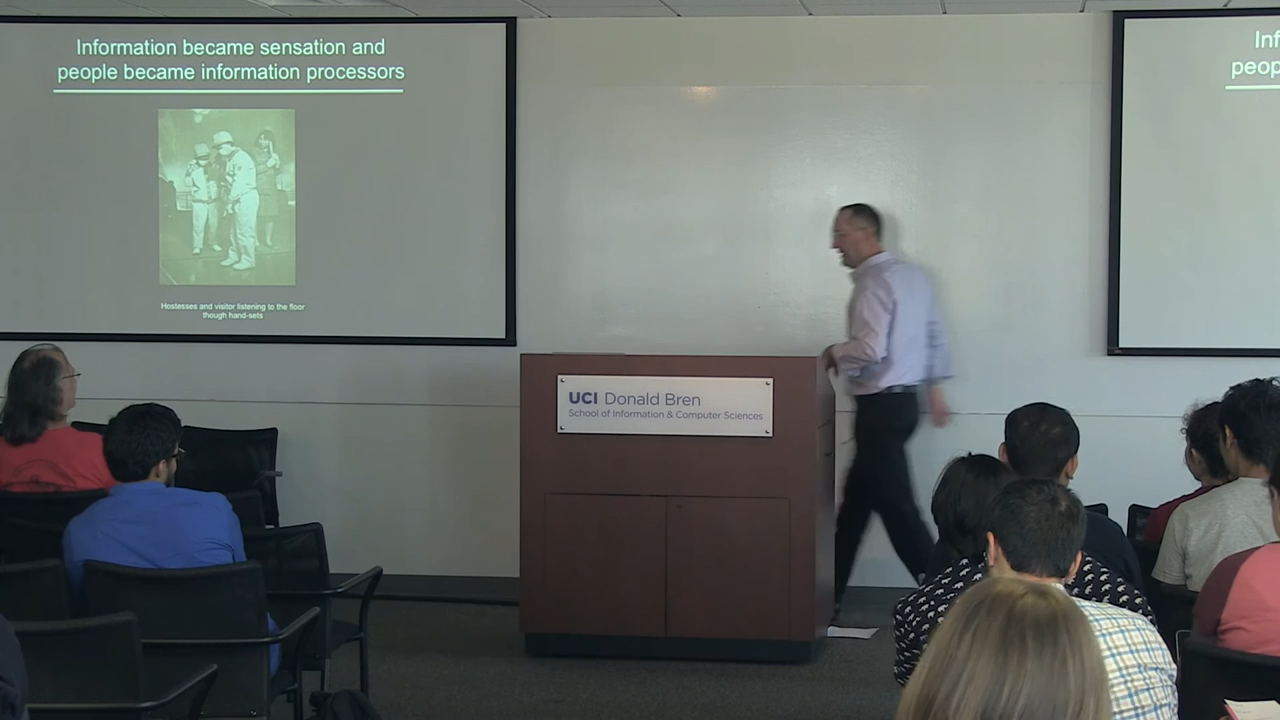 Information became sensation and
people became information processors
Hostesses and visitor listening to the floor
though hand-sets
UCI Donald Bren
School of Information & Computer Sciences
Inf
peop